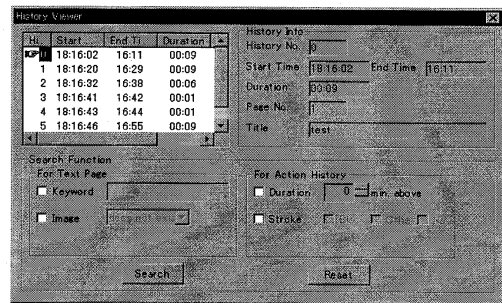 History Viewer
Hi Start End Ti Duration
0 18:16:02 16:11 00:09
1 18:16:20 16:29 00:09
2 18:16:32 16:38 00:06
3 18:16:41 16:42 00:01
4 18:16:43 16:44 00:01
5 18:16:46 16:55 00:09
History Info
History No. 0
Start Time 18:16:02 End Time 16:11
Duration 00:09
Page No. 1
Title test
Search Function
For Text Page
Keyword
Image does not
For Action History
Duration 0 min. above
Stroke
Search
Reset